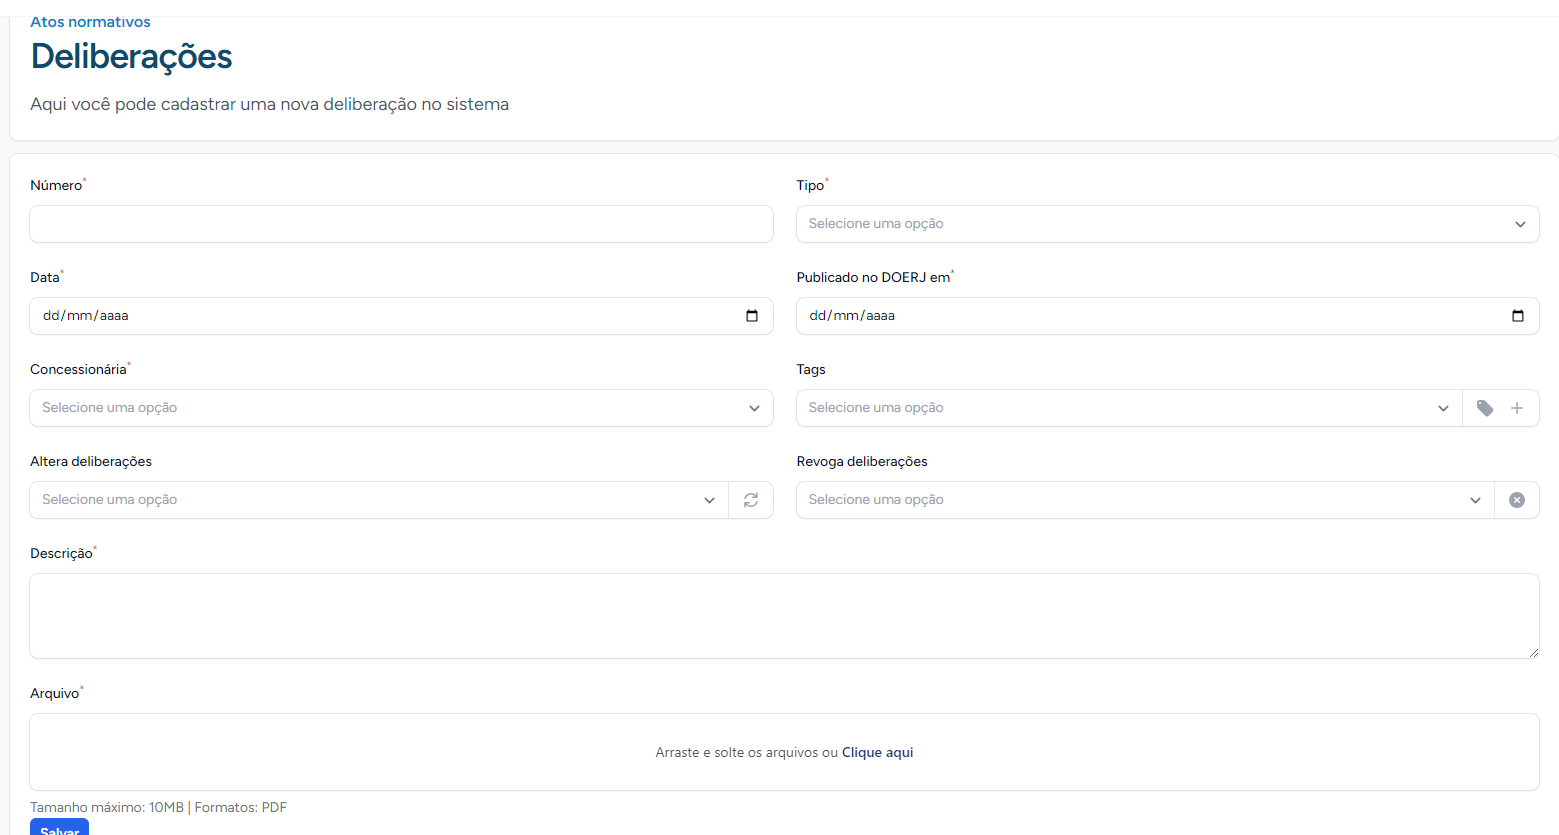 Atos normativos
Deliberações
Aqui você pode cadastrar uma nova deliberação no sistema
Número*
Tipo*
Selecione uma opção
Data*
Publicado no DOERJ em*
dd/mm/aaaa
dd/mm/aaaa
Concessionária*
Tags
Selecione uma opção
Selecione uma opção
Altera deliberações
Revoga deliberações
Selecione uma opção
Selecione uma opção
Descrição*
Arquivo*
Arraste e solte os arquivos ou Clique aqui
Tamanho máximo: 10MB | Formatos: PDF
Salvar